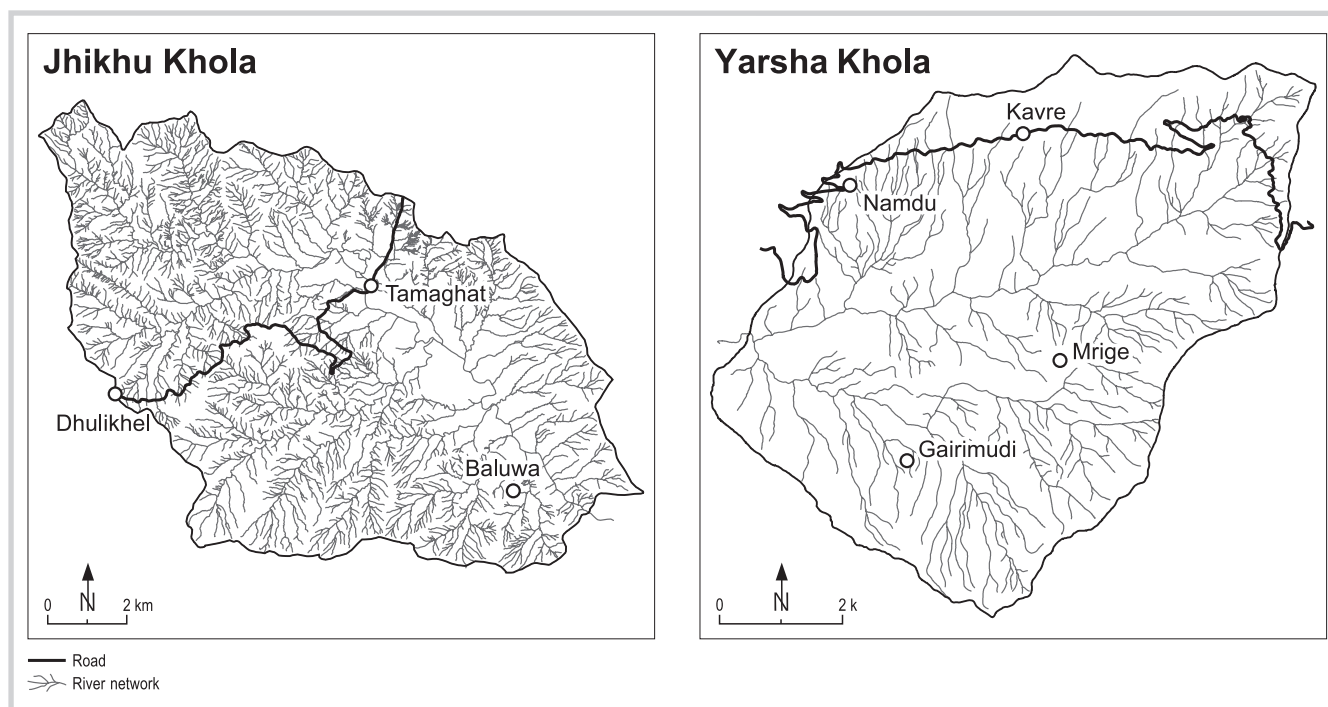 Jhikhu Khola
Tamaghat
Dhulikhel
Baluwa
0 N 2 km
Yarsha Khola
Kavre
Namdu
Mrige
Gairimudi
0 N 2 k
Road
River network